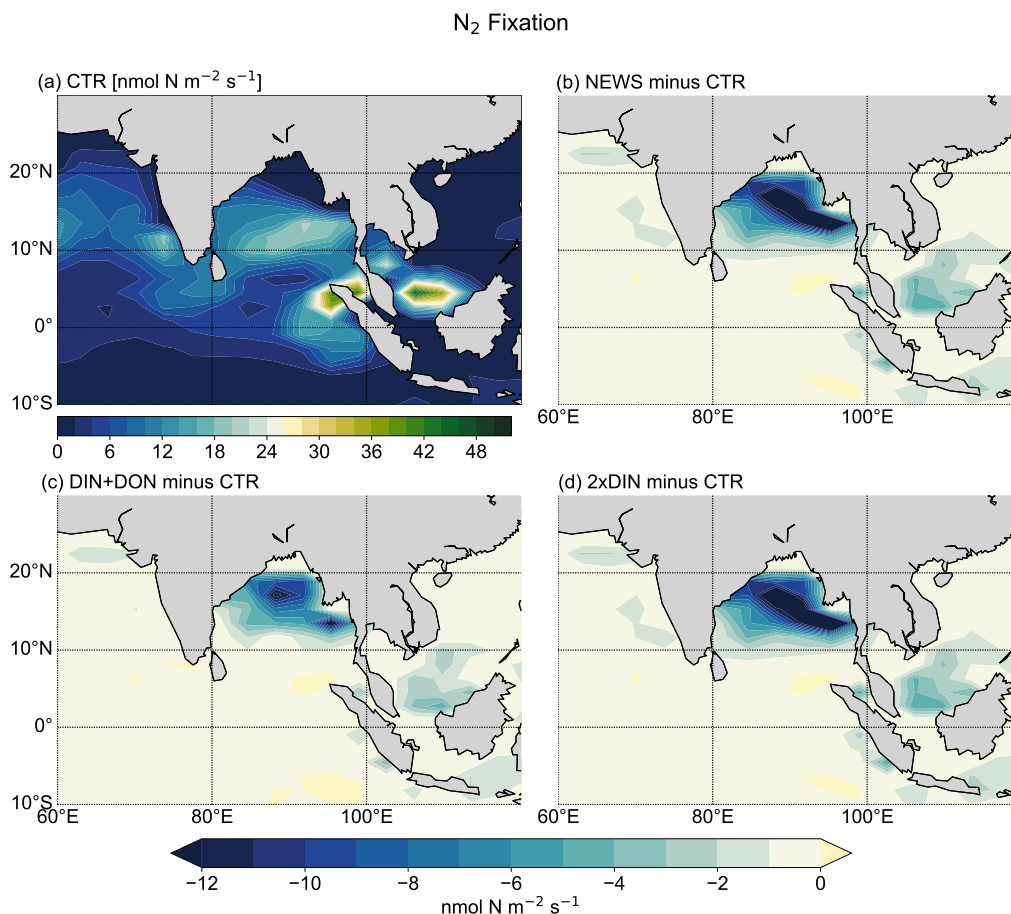 N₂ Fixation
(a) CTR [nmol N m⁻² s⁻¹]
(b) NEWS minus CTR
20°N
10°N
0°
10°S
60°E 80°E 100°E
0 6 12 18 24 30 36 42 48
(c) DIN+DON minus CTR
(d) 2xDIN minus CTR
20°N
10°N
0°
10°S
60°E 80°E 100°E
60°E 80°E 100°E
−12 −10 −8 −6 −4 −2 0
nmol N m⁻² s⁻¹